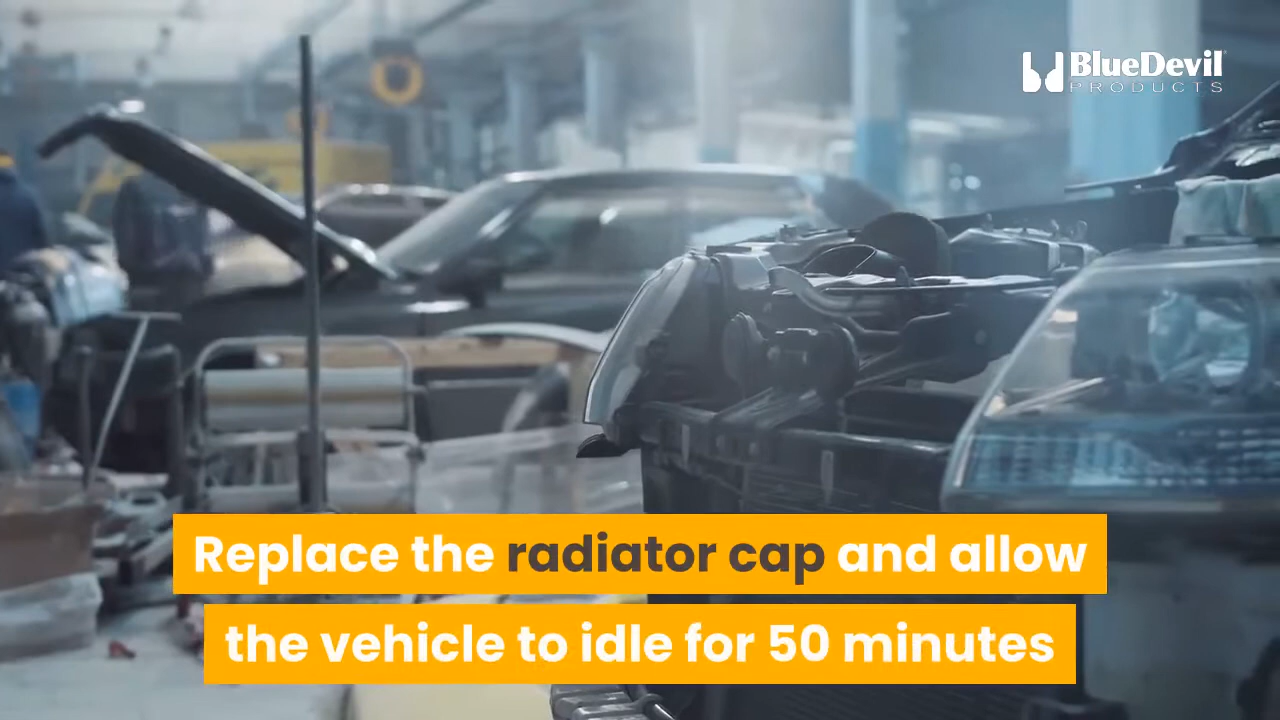 BlueDevil
PRODUCTS
Replace the radiator cap and allow
the vehicle to idle for 50 minutes